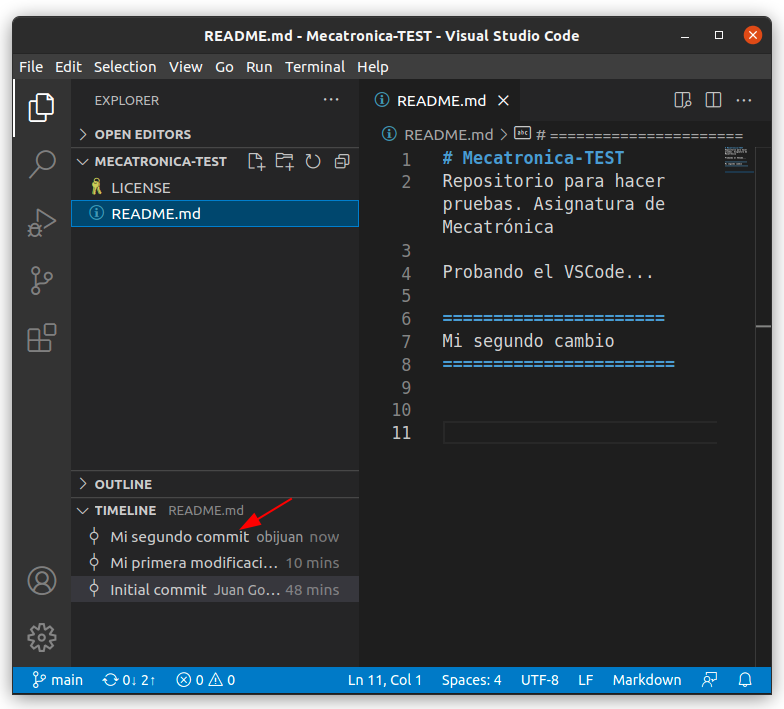 README.md - Mecatronica-TEST - Visual Studio Code
File Edit Selection View Go Run Terminal Help
EXPLORER ···
OPEN EDITORS
MECATRONICA-TEST
LICENSE
README.md
OUTLINE
TIMELINE README.md
Mi segundo commit obijuan now
Mi primera modificaci... 10 mins
Initial commit Juan Go... 48 mins
README.md
README.md > abc # ======================
1 # Mecatronica-TEST
2 Repositorio para hacer
pruebas. Asignatura de
Mecatrónica
3
4 Probando el VSCode...
5
6 ======================
7 Mi segundo cambio
8 =======================
9
10
11
main 0↓ 2↑ 0 0 Ln 11, Col 1 Spaces: 4 UTF-8 LF Markdown